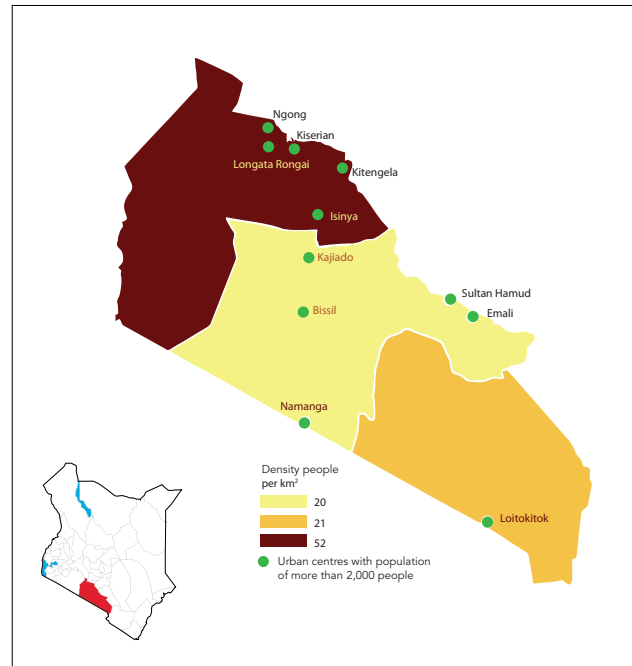 Ngong
Kiserian
Longata Rongai
Kitengela
Isinya
Kajiado
Sultan Hamud
Bissil
Emali
Namanga
Density people
per km²
20
21
52
Loitokitok
Urban centres with population
of more than 2,000 people